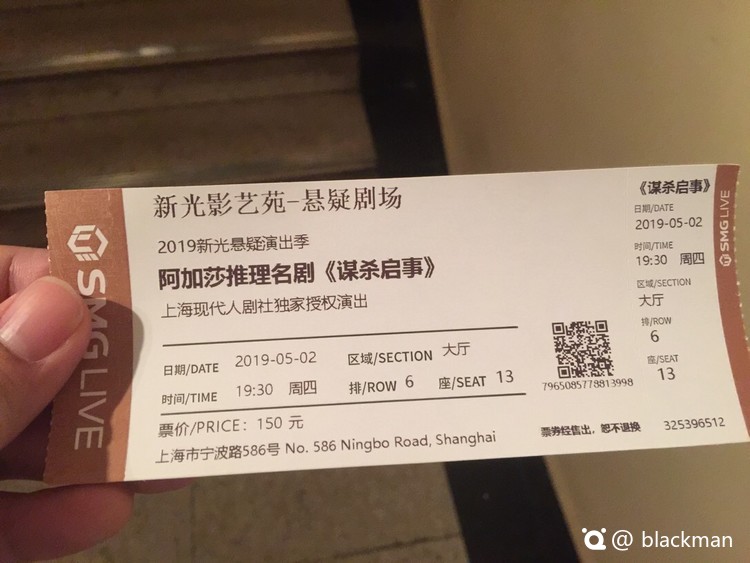 SMG LIVE
新光影艺苑-悬疑剧场
2019新光悬疑演出季
阿加莎推理名剧《谋杀启事》
上海现代人剧社独家授权演出
日期/DATE 2019-05-02 区域/SECTION 大厅
时间/TIME 19:30 周四 排/ROW 6 座/SEAT 13
票价/PRICE: 150 元
上海市宁波路586号 No. 586 Ningbo Road, Shanghai
7965085778813998
票券经售出，恕不退换 325396512
《谋杀启事》
日期/DATE
2019-05-02
时间/TIME
19:30 周四
区域/SECTION
大厅
排/ROW
6
座/SEAT
13
SMG LIVE
@ blackman